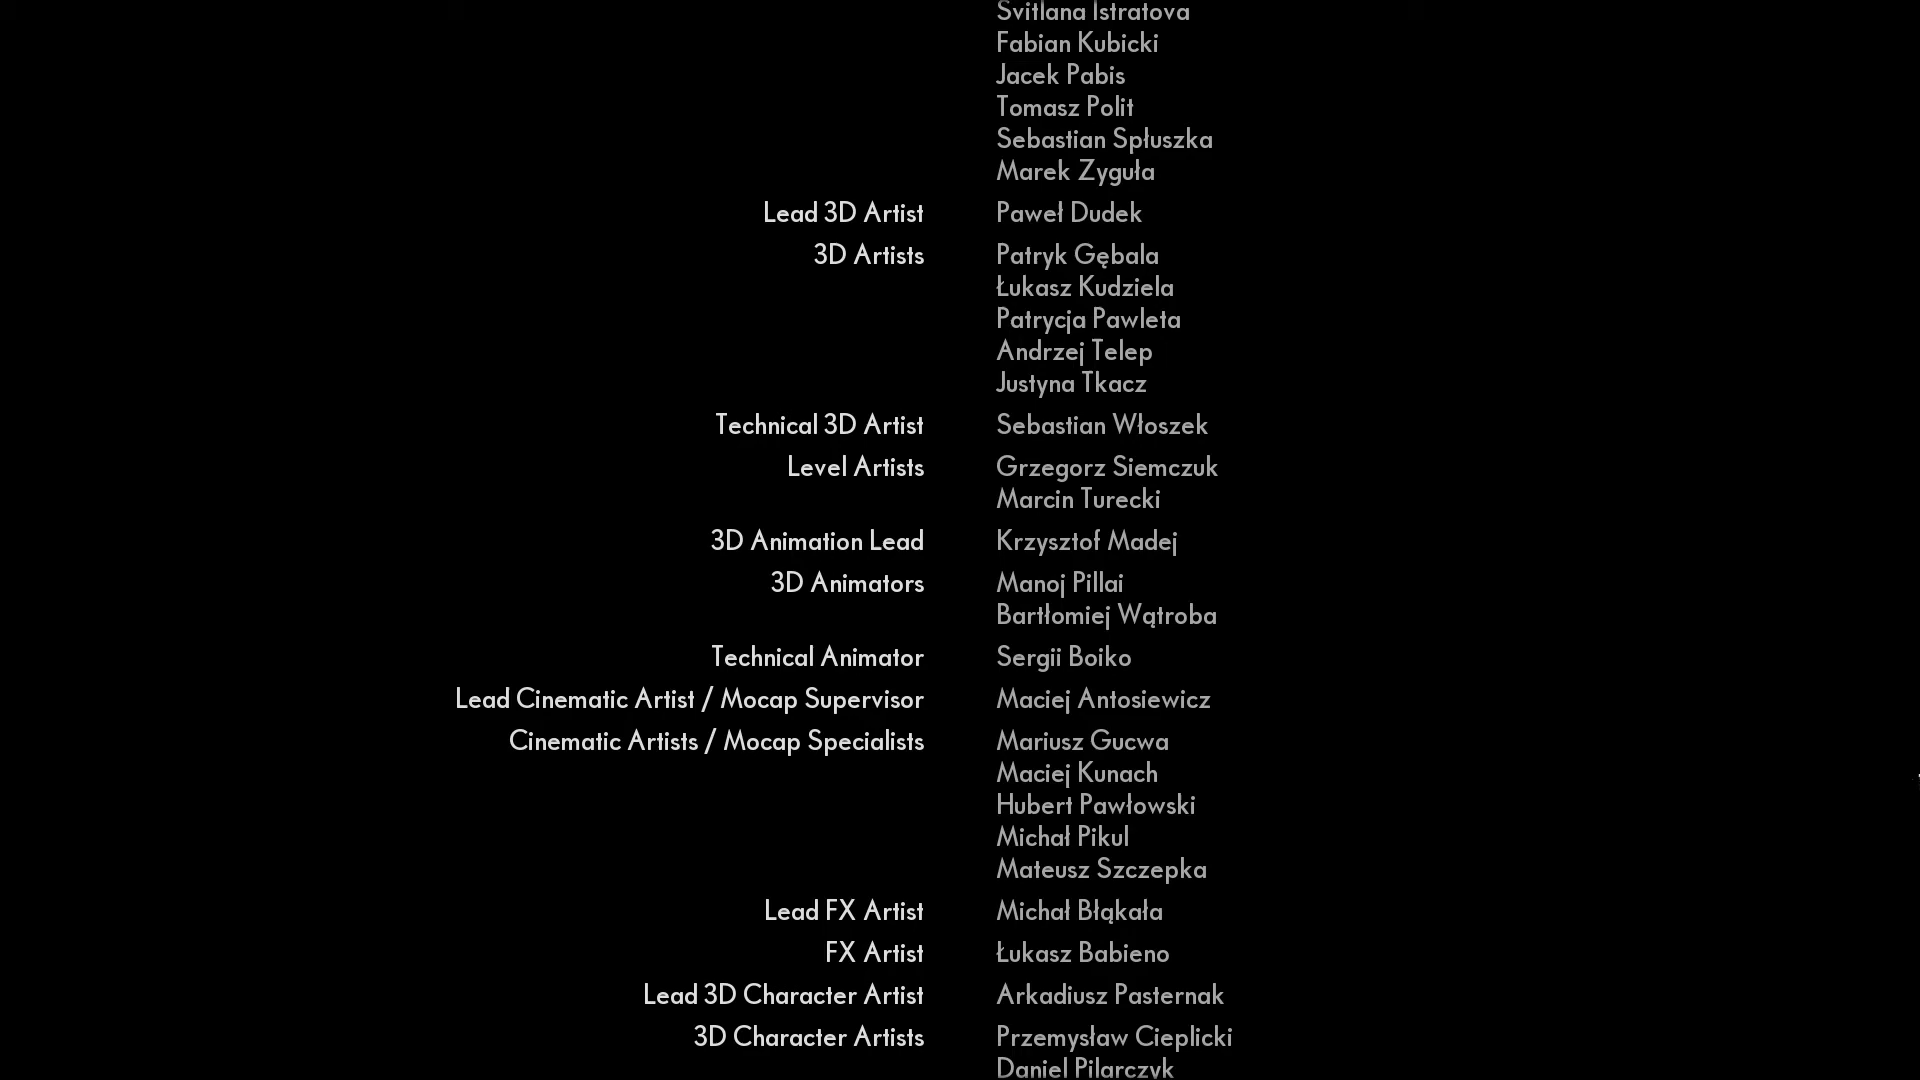 Svitlana Istratova
Fabian Kubicki
Jacek Pabis
Tomasz Polit
Sebastian Spłuszka
Marek Zyguła
Lead 3D Artist Paweł Dudek
3D Artists Patryk Gębala
Łukasz Kudziela
Patrycja Pawleta
Andrzej Telep
Justyna Tkacz
Technical 3D Artist Sebastian Włoszek
Level Artists Grzegorz Siemczuk
Marcin Turecki
3D Animation Lead Krzysztof Madej
3D Animators Manoj Pillai
Bartłomiej Wątroba
Technical Animator Sergii Boiko
Lead Cinematic Artist / Mocap Supervisor Maciej Antosiewicz
Cinematic Artists / Mocap Specialists Mariusz Gucwa
Maciej Kunach
Hubert Pawłowski
Michał Pikul
Mateusz Szczepka
Lead FX Artist Michał Błąkała
FX Artist Łukasz Babieno
Lead 3D Character Artist Arkadiusz Pasternak
3D Character Artists Przemysław Cieplicki
Daniel Pilarczyk